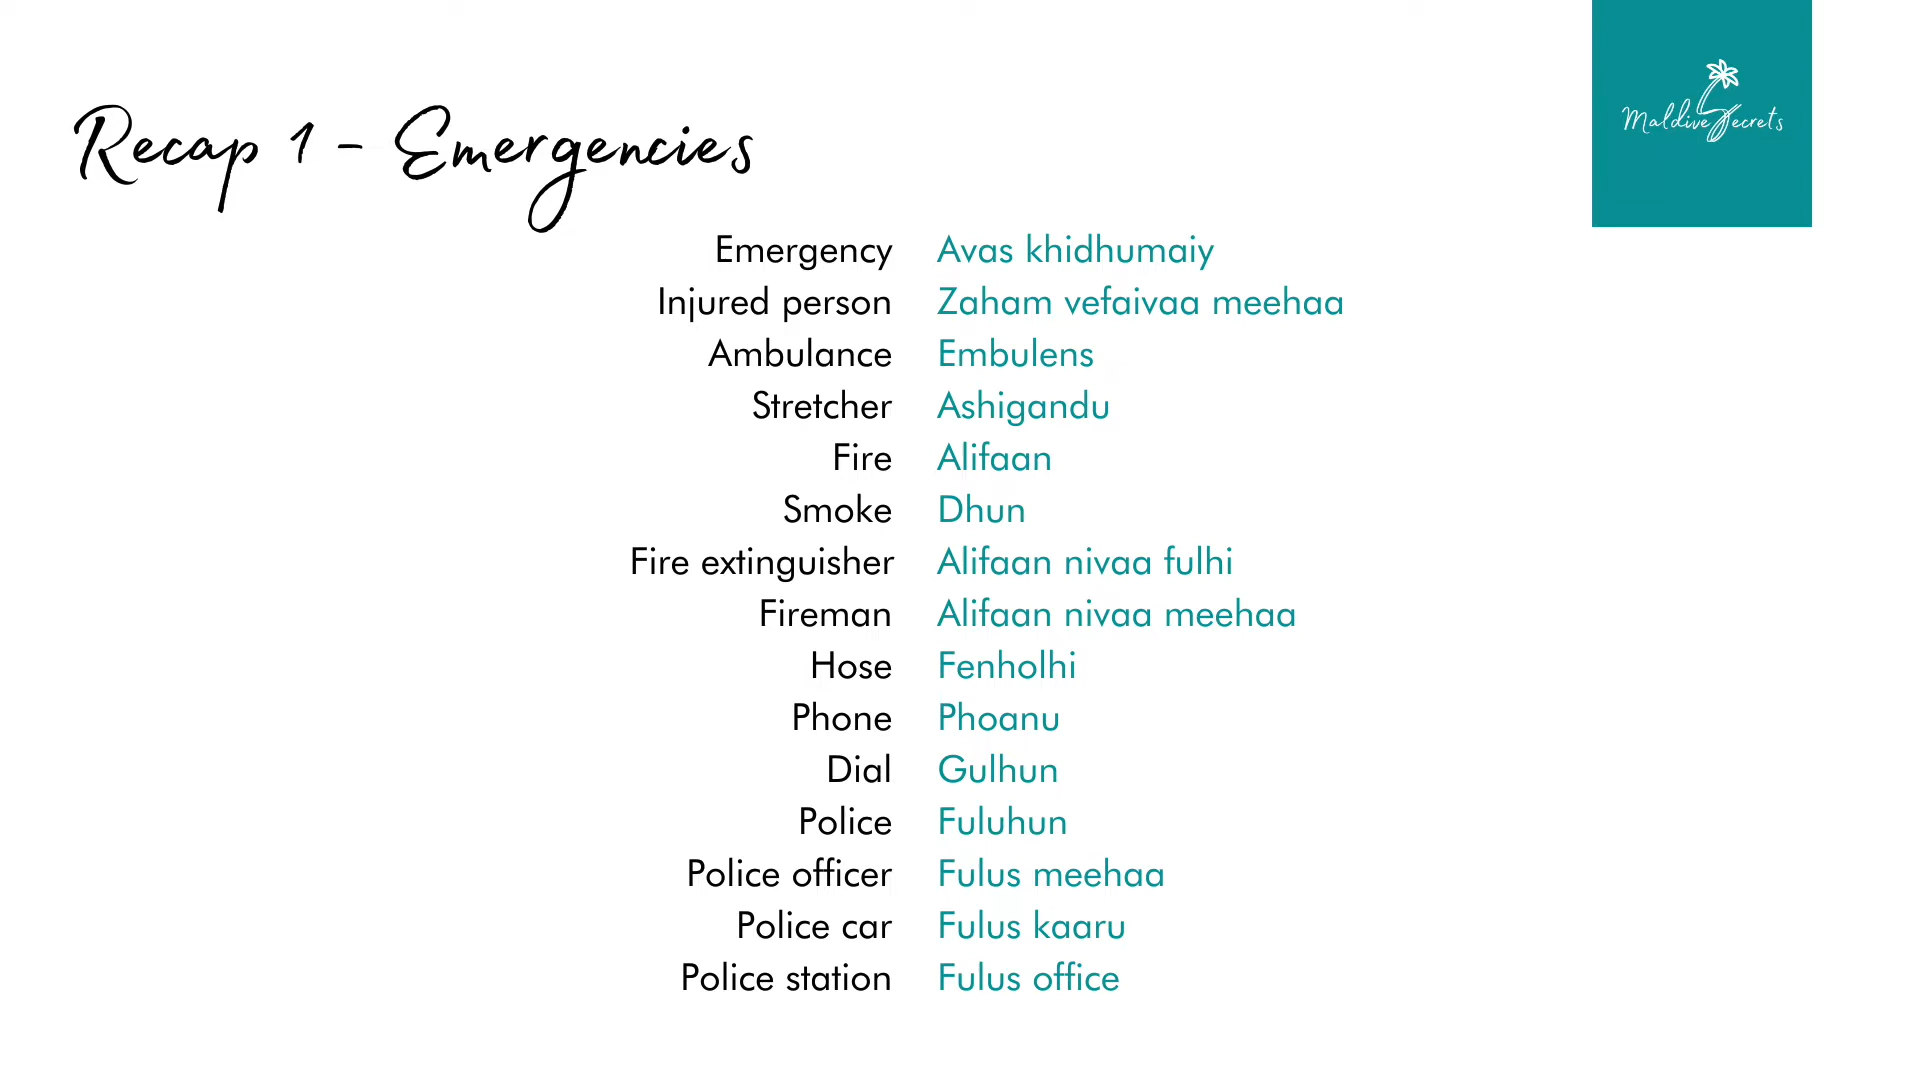 Maldive Secrets
Recap 1 - Emergencies
Emergency Avas khidhumaiy
Injured person Zaham vefaivaa meehaa
Ambulance Embulens
Stretcher Ashigandu
Fire Alifaan
Smoke Dhun
Fire extinguisher Alifaan nivaa fulhi
Fireman Alifaan nivaa meehaa
Hose Fenholhi
Phone Phoanu
Dial Gulhun
Police Fuluhun
Police officer Fulus meehaa
Police car Fulus kaaru
Police station Fulus office